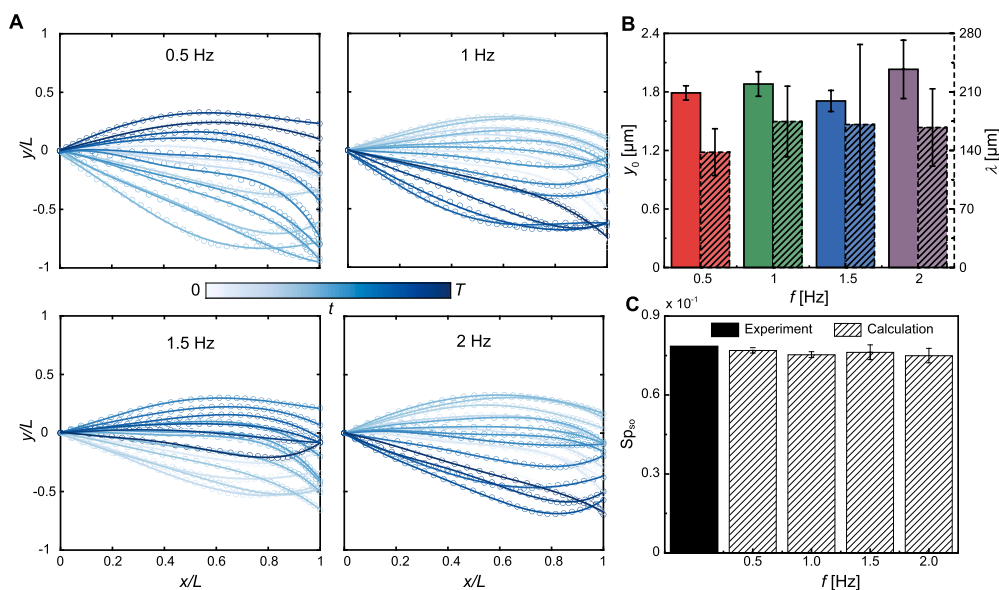 A
0.5 Hz
1 Hz
y/L
1
0.5
0
-0.5
-1
0 t T
1.5 Hz
2 Hz
y/L
1
0.5
0
-0.5
-1
0 0.2 0.4 0.6 0.8 1
x/L
0 0.2 0.4 0.6 0.8 1
x/L
B
y₀ [µm]
2.4
1.8
1.2
0.6
0
280
210
140
70
0
λ [µm]
0.5 1 1.5 2
f [Hz]
C
x 10⁻¹
Experiment Calculation
Spₛₒ
0.9
0.6
0.3
0
0.5 1.0 1.5 2.0
f [Hz]